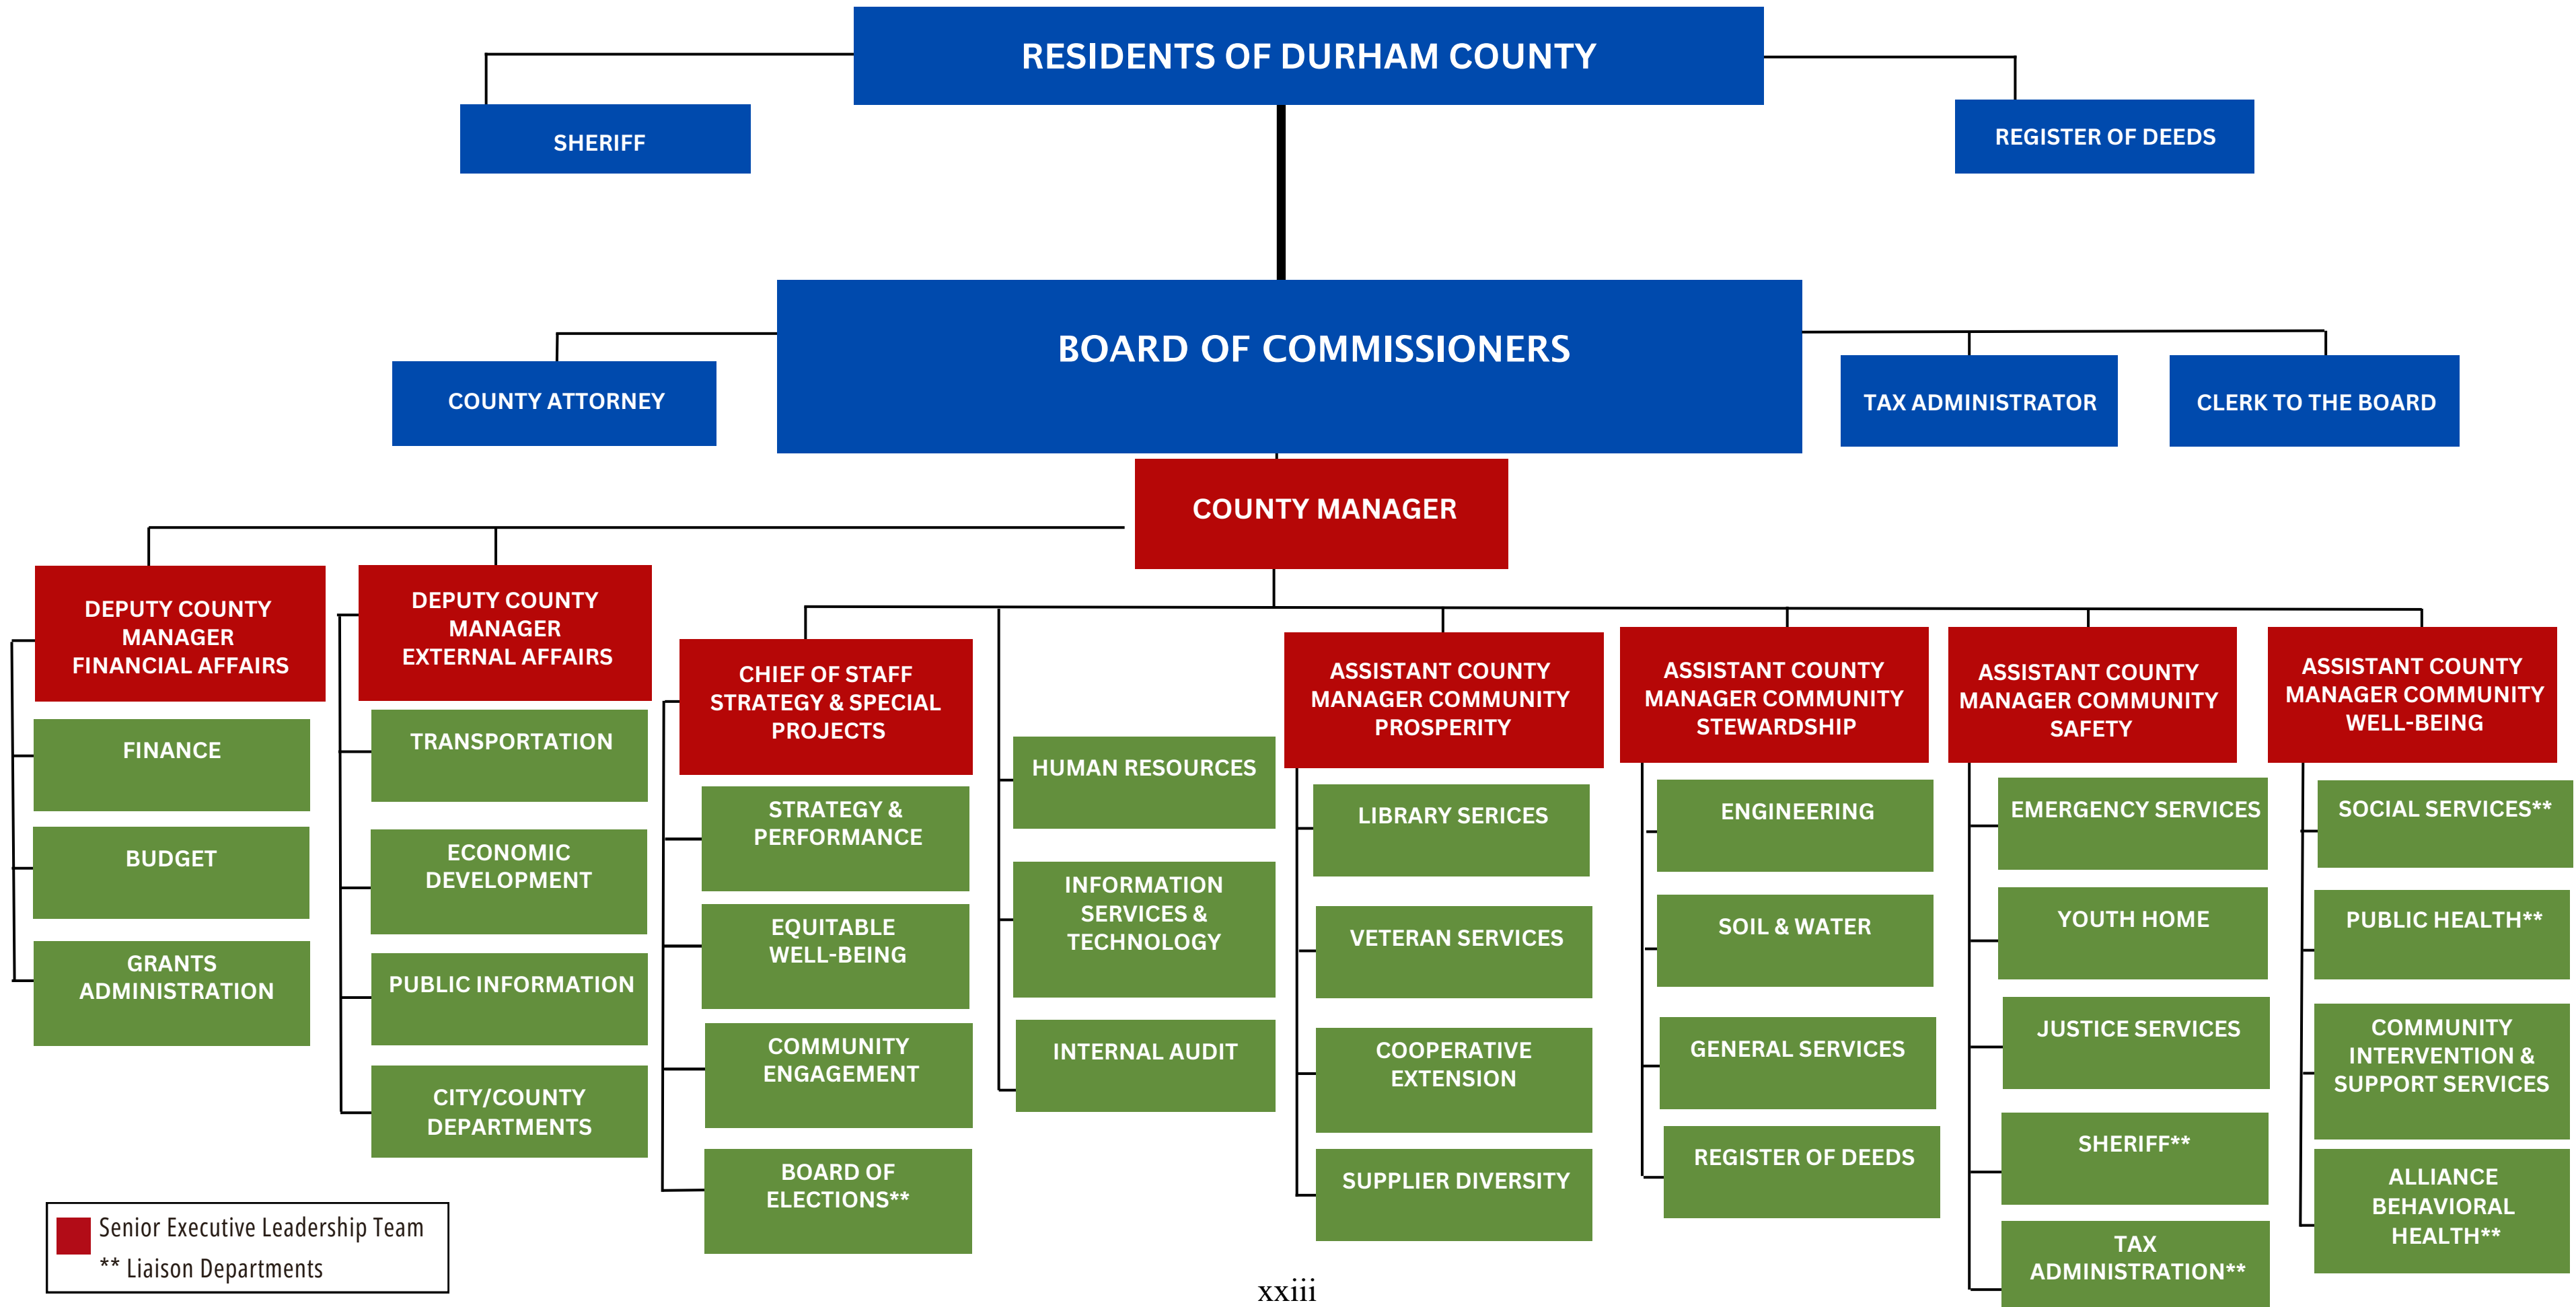 RESIDENTS OF DURHAM COUNTY
SHERIFF
REGISTER OF DEEDS
BOARD OF COMMISSIONERS
COUNTY ATTORNEY
TAX ADMINISTRATOR
CLERK TO THE BOARD
COUNTY MANAGER
DEPUTY COUNTY
MANAGER
FINANCIAL AFFAIRS
FINANCE
BUDGET
GRANTS
ADMINISTRATION
DEPUTY COUNTY
MANAGER
EXTERNAL AFFAIRS
TRANSPORTATION
ECONOMIC
DEVELOPMENT
PUBLIC INFORMATION
CITY/COUNTY
DEPARTMENTS
CHIEF OF STAFF
STRATEGY & SPECIAL
PROJECTS
STRATEGY &
PERFORMANCE
EQUITABLE
WELL-BEING
COMMUNITY
ENGAGEMENT
BOARD OF
ELECTIONS**
HUMAN RESOURCES
INFORMATION
SERVICES &
TECHNOLOGY
INTERNAL AUDIT
ASSISTANT COUNTY
MANAGER COMMUNITY
PROSPERITY
LIBRARY SERICES
VETERAN SERVICES
COOPERATIVE
EXTENSION
SUPPLIER DIVERSITY
ASSISTANT COUNTY
MANAGER COMMUNITY
STEWARDSHIP
ENGINEERING
SOIL & WATER
GENERAL SERVICES
REGISTER OF DEEDS
ASSISTANT COUNTY
MANAGER COMMUNITY
SAFETY
EMERGENCY SERVICES
YOUTH HOME
JUSTICE SERVICES
SHERIFF**
TAX
ADMINISTRATION**
ASSISTANT COUNTY
MANAGER COMMUNITY
WELL-BEING
SOCIAL SERVICES**
PUBLIC HEALTH**
COMMUNITY
INTERVENTION &
SUPPORT SERVICES
ALLIANCE
BEHAVIORAL
HEALTH**
Senior Executive Leadership Team
** Liaison Departments
xxiii